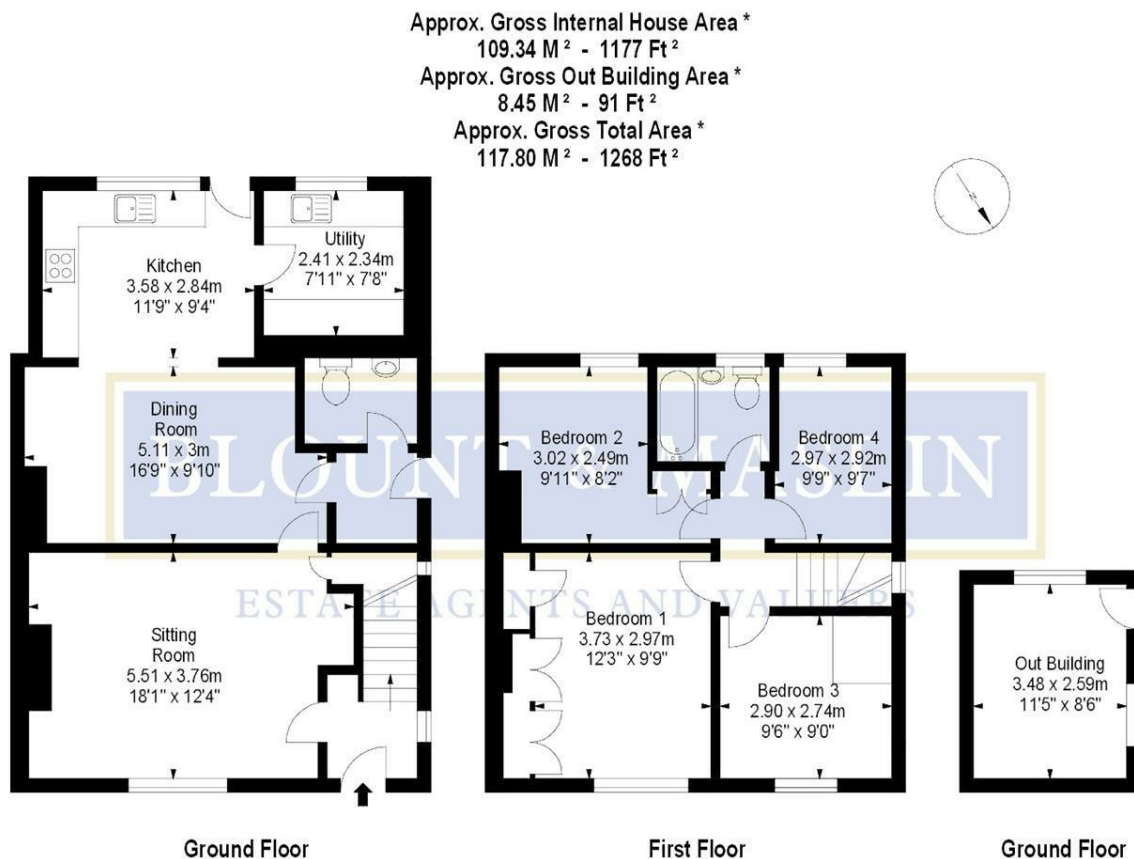 Approx. Gross Internal House Area *
109.34 M² - 1177 Ft²
Approx. Gross Out Building Area *
8.45 M² - 91 Ft²
Approx. Gross Total Area *
117.80 M² - 1268 Ft²
N
Kitchen
3.58 x 2.84m
11'9" x 9'4"
Utility
2.41 x 2.34m
7'11" x 7'8"
Dining
Room
5.11 x 3m
16'9" x 9'10"
Sitting
Room
5.51 x 3.76m
18'1" x 12'4"
Bedroom 2
3.02 x 2.49m
9'11" x 8'2"
Bedroom 4
2.97 x 2.92m
9'9" x 9'7"
Bedroom 1
3.73 x 2.97m
12'3" x 9'9"
Bedroom 3
2.90 x 2.74m
9'6" x 9'0"
Out Building
3.48 x 2.59m
11'5" x 8'6"
BLOUNT & MASLIN
ESTATE AGENTS AND VALUERS
Ground Floor
First Floor
Ground Floor